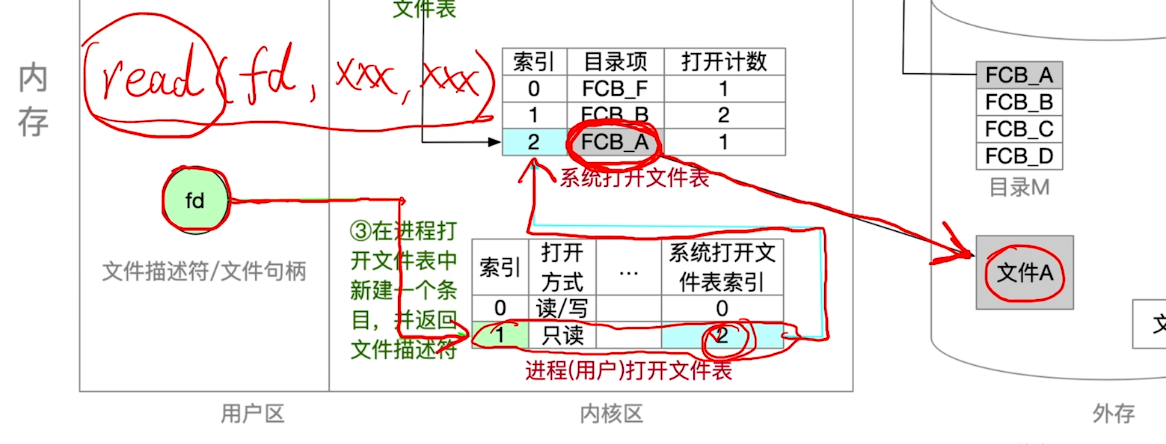 文件表
内存
read(fd, xxx, xxx)
索引 目录项 打开计数
0 FCB_F 1
1 FCB_B 2
2 FCB_A 1
系统打开文件表
FCB_A
FCB_B
FCB_C
FCB_D
目录M
fd
文件描述符/文件句柄
③在进程打
开文件表中
新建一个条
目，并返回
文件描述符
索引 打开方式 … 系统打开文件表索引
0 读/写 0
1 只读 2
进程(用户)打开文件表
文件A
用户区
内核区
外存